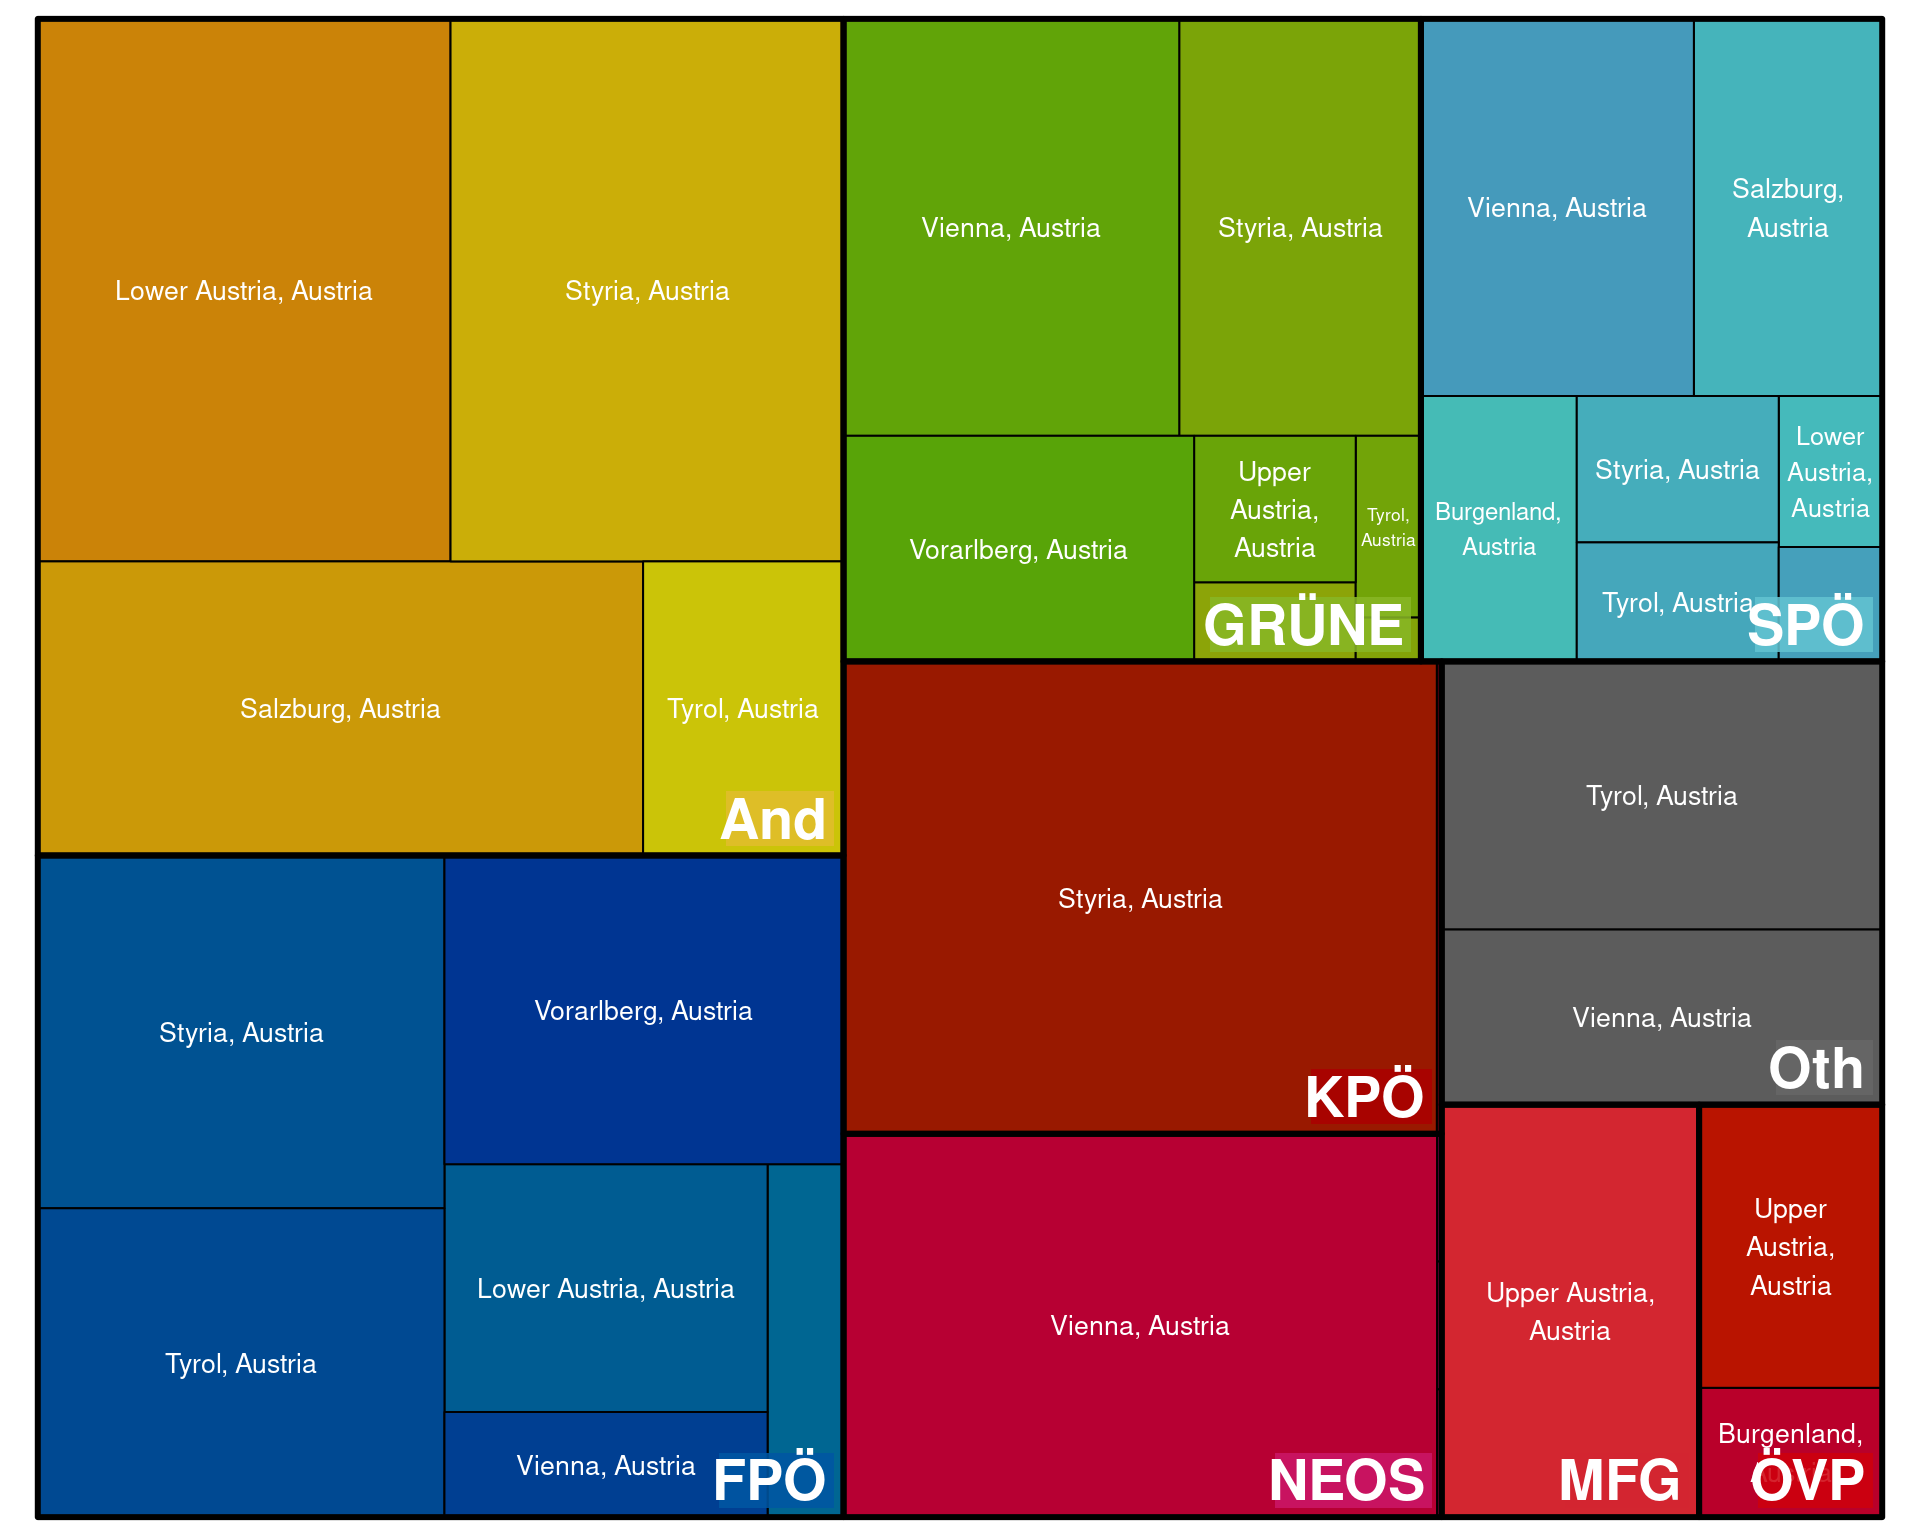 Lower Austria, Austria
Styria, Austria
Salzburg, Austria
Tyrol, Austria
And
Styria, Austria
Vorarlberg, Austria
Tyrol, Austria
Lower Austria, Austria
Vienna, Austria
FPÖ
Vienna, Austria
Styria, Austria
Vorarlberg, Austria
Upper
Austria,
Austria
Tyrol,
Austria
GRÜNE
Vienna, Austria
Salzburg,
Austria
Burgenland,
Austria
Styria, Austria
Tyrol, Austria
Lower
Austria,
Austria
SPÖ
Styria, Austria
KPÖ
Vienna, Austria
NEOS
Tyrol, Austria
Vienna, Austria
Oth
Upper Austria,
Austria
MFG
Upper
Austria,
Austria
Burgenland,
Austria
ÖVP